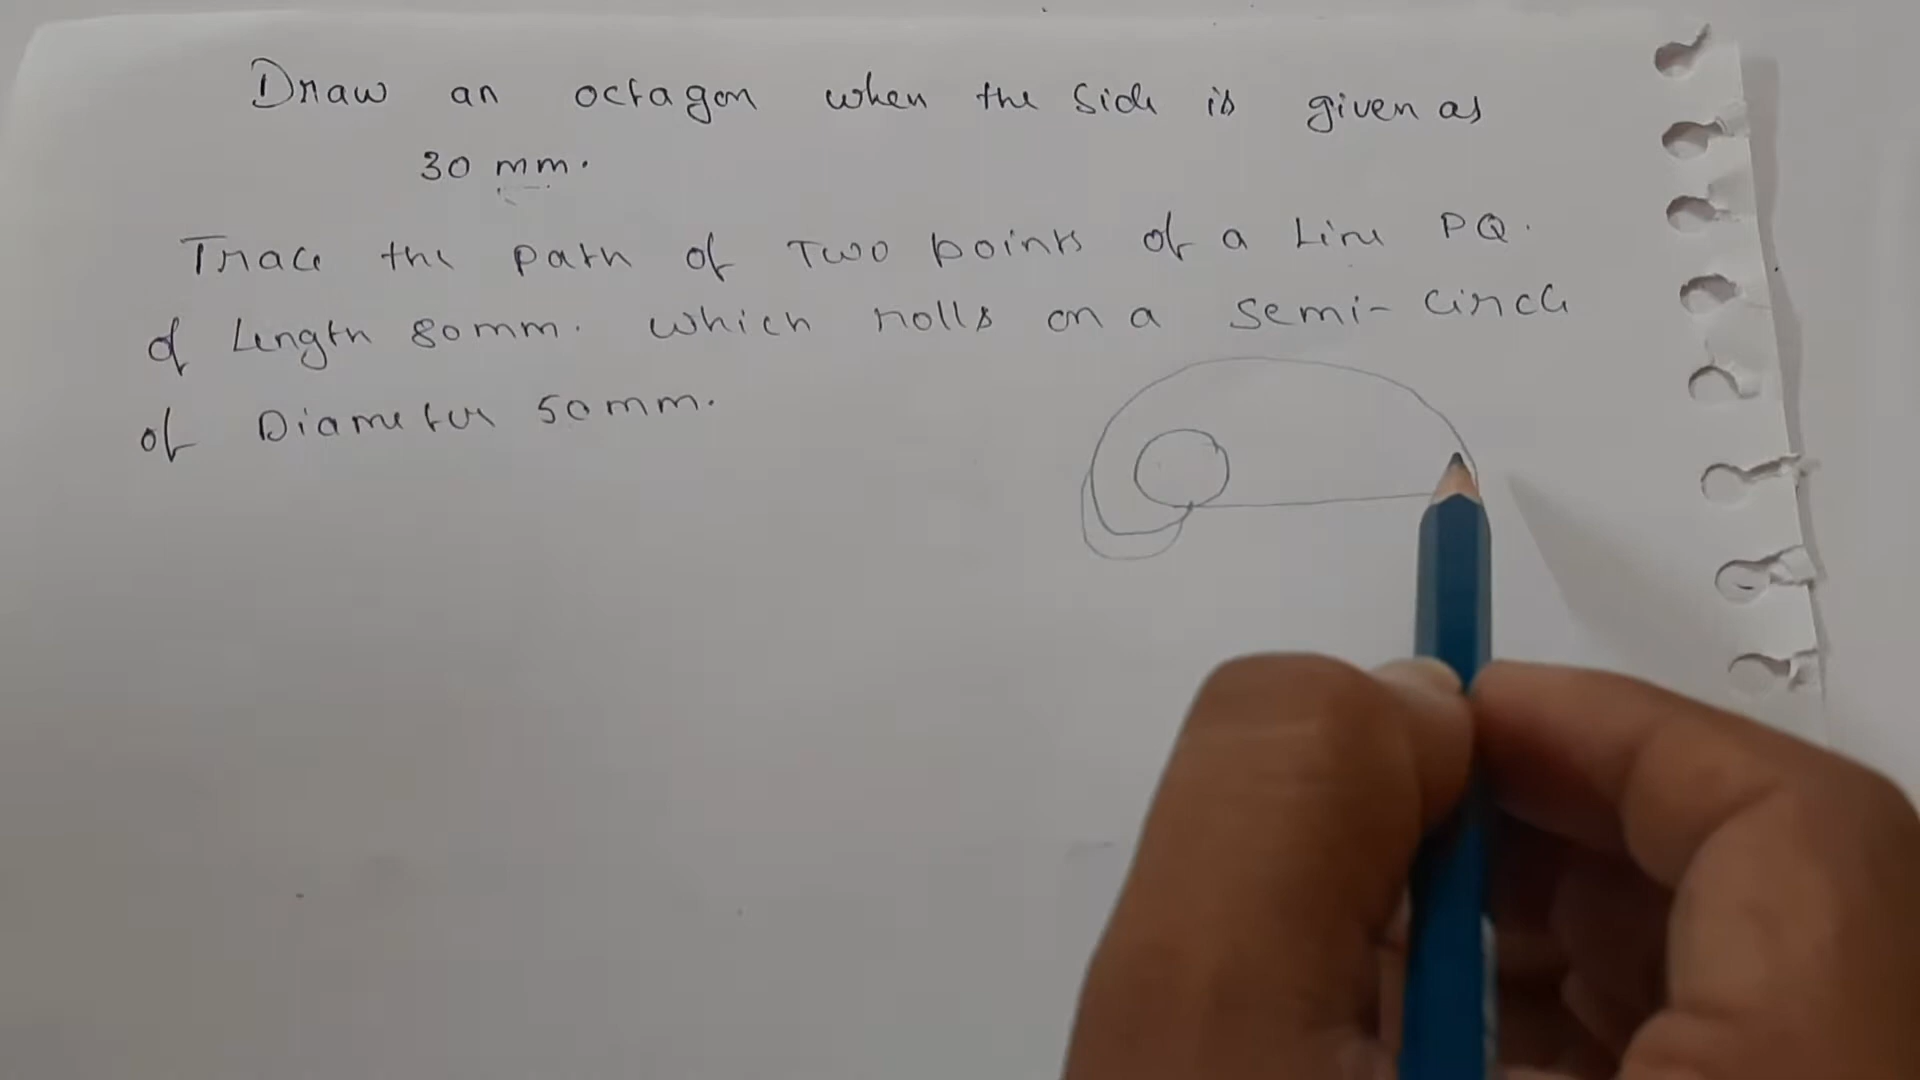 Draw an octagon when the side is given as
30 mm.
Trace the path of Two points of a Line PQ.
of Length 80mm. which rolls on a semi-circle
of Diameter 50mm.